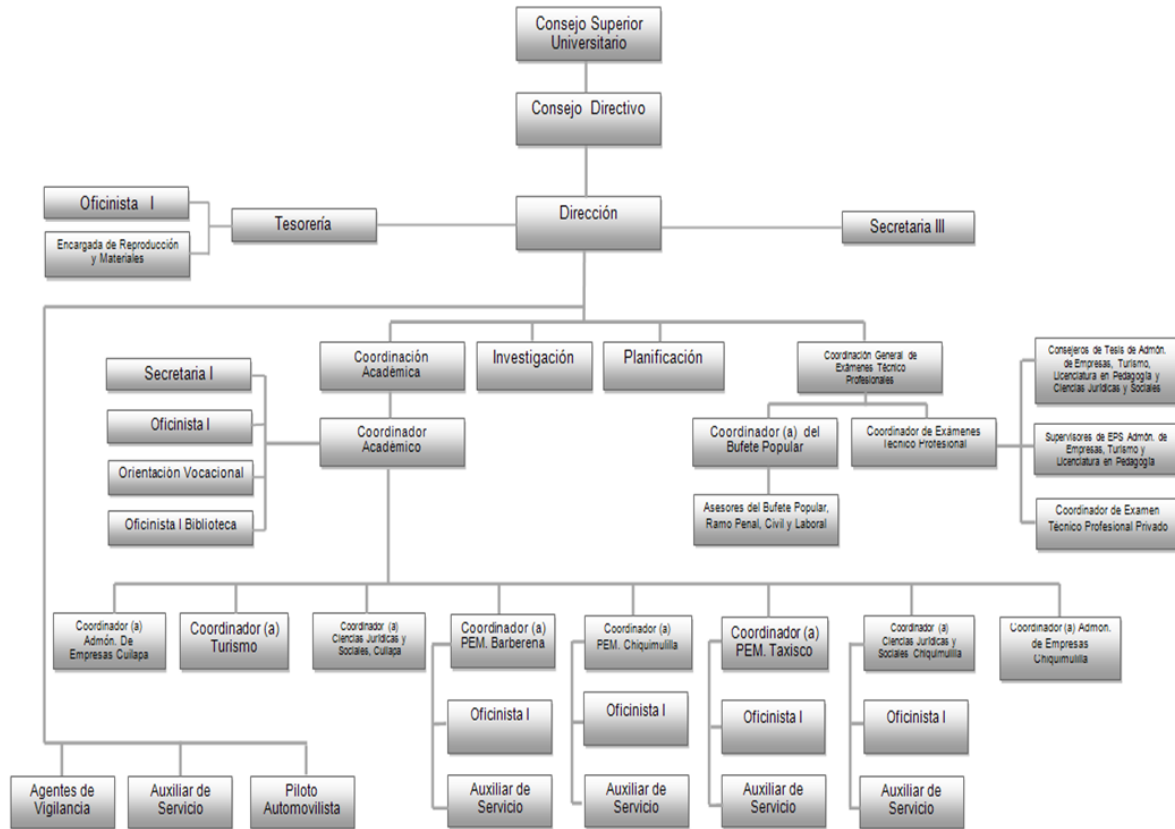 Consejo Superior
Universitario
Consejo Directivo
Dirección
Oficinista I
Encargada de Reproducción
y Materiales
Tesorería
Secretaria III
Coordinación
Académica
Investigación
Planificación
Coordinación General de
Exámenes Técnico
Profesionales
Secretaria I
Oficinista I
Orientación Vocacional
Oficinista I Biblioteca
Coordinador
Académico
Coordinador (a) del
Bufete Popular
Coordinador de Exámenes
Técnico Profesional
Asesores del Bufete Popular,
Ramo Penal, Civil y Laboral
Consejeros de Tesis de Admón.
de Empresas, Turismo,
Licenciatura en Pedagogía y
Ciencias Jurídicas y Sociales
Supervisores de EPS Admón. de
Empresas, Turismo y
Licenciatura en Pedagogía
Coordinador de Examen
Técnico Profesional Privado
Coordinador (a)
Admón. De
Empresas Cuilapa
Coordinador (a)
Turismo
Coordinador (a)
Ciencias Jurídicas y
Sociales, Cuilapa
Coordinador (a)
PEM. Barberena
Coordinador (a)
PEM. Chiquimulilla
Coordinador (a)
PEM. Taxisco
Coordinador (a)
Ciencias Jurídicas y
Sociales Chiquimulilla
Coordinador (a) Admon.
de Empresas
Chiquimulilla
Oficinista I
Oficinista I
Oficinista I
Oficinista I
Agentes de
Vigilancia
Auxiliar de
Servicio
Piloto
Automovilista
Auxiliar de
Servicio
Auxiliar de
Servicio
Auxiliar de
Servicio
Auxiliar de
Servicio